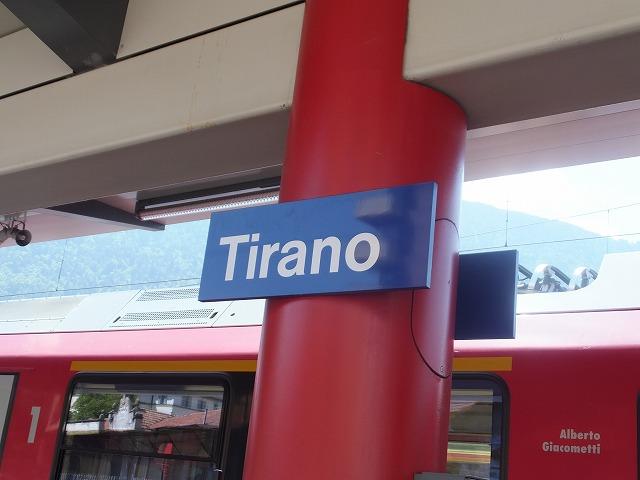 Tirano
1
Alberto
Giacometti